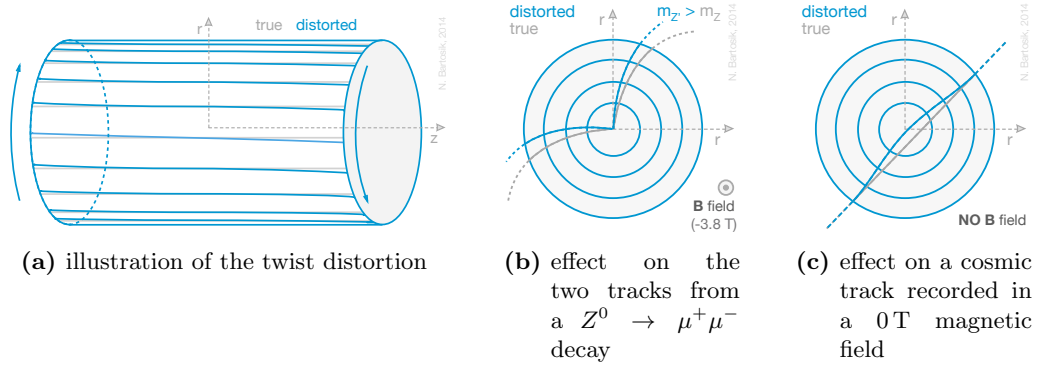 r
true distorted
z
N. Bartosik, 2014
(a) illustration of the twist distortion
distorted
true
r
m_Z' > m_Z
r
B field
(-3.8 T)
N. Bartosik, 2014
(b) effect on the
two tracks from
a Z⁰ → μ⁺μ⁻
decay
distorted
true
r
r
NO B field
N. Bartosik, 2014
(c) effect on a cosmic
track recorded in
a 0 T magnetic
field